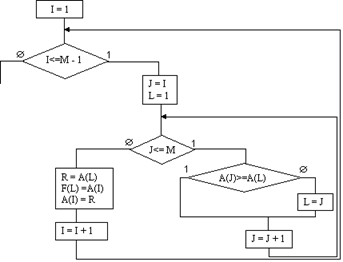 I = 1
I<=M - 1
Ø
1
J = I
L = 1
J<= M
Ø
1
R = A(L)
F(L) =A(I)
A(I) = R
A(J)>=A(L)
1
Ø
L = J
I = I + 1
J = J + 1